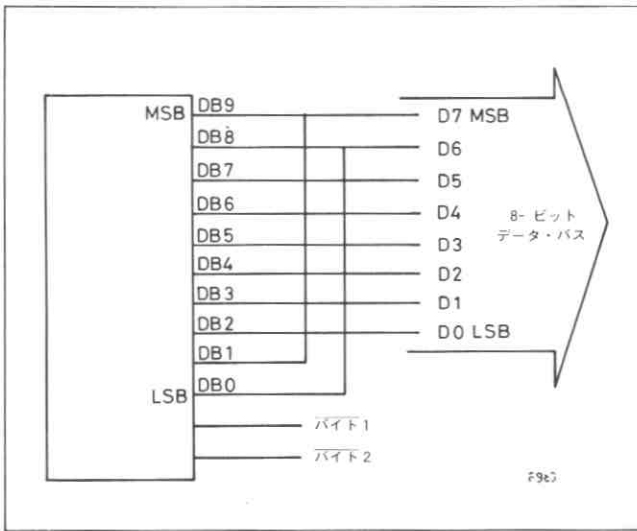 MSB DB9 D7 MSB
DB8 D6
DB7 D5
DB6 D4
DB5 D3
DB4 D2
DB3 D1
DB2 D0 LSB
DB1
LSB DB0
8-ビット
データ・バス
バイト1
バイト2